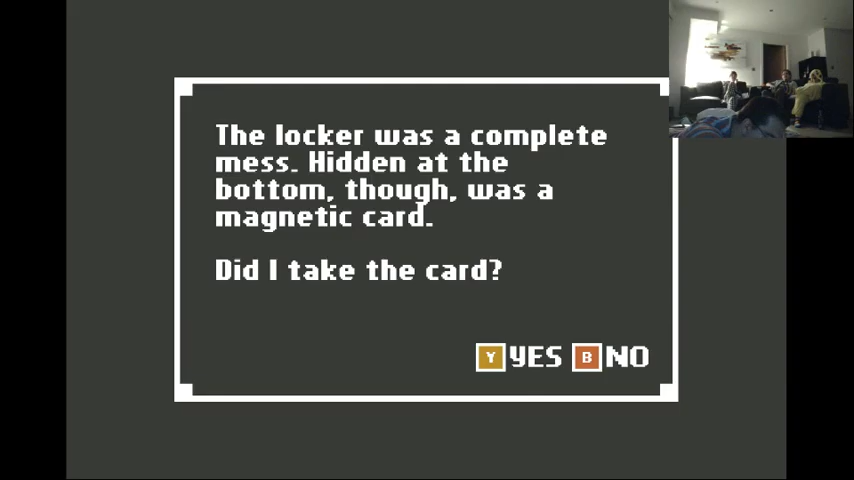 The locker was a complete
mess. Hidden at the
bottom, though, was a
magnetic card.
Did I take the card?
Y YES B NO